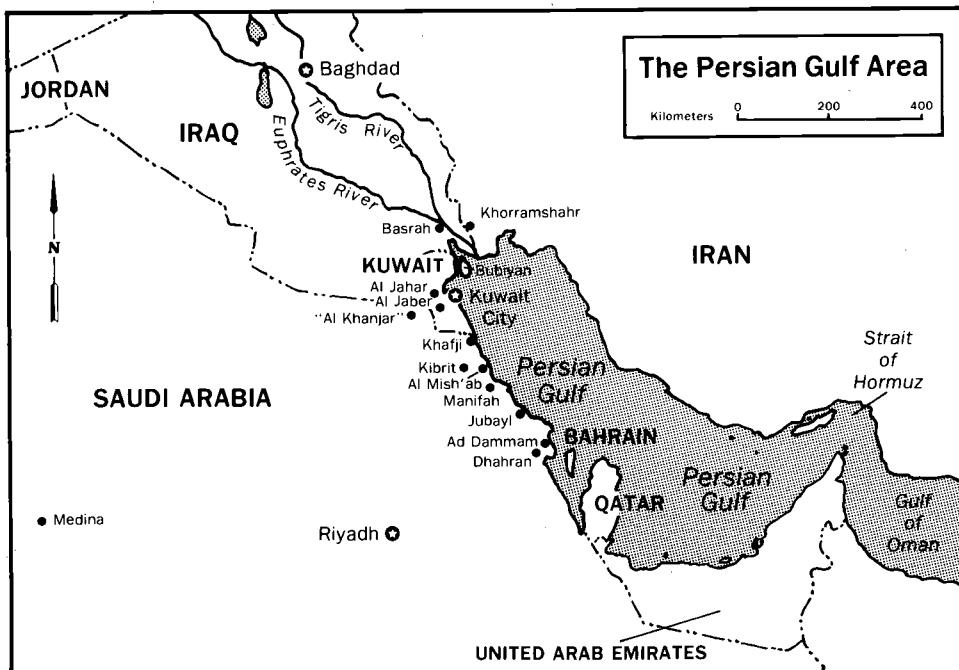 The Persian Gulf Area
Kilometers 0 200 400
JORDAN
Baghdad
IRAQ
Tigris River
Euphrates River
N
Basrah
Khorramshahr
IRAN
KUWAIT
Bubiyan
Al Jahar
Al Jaber
"Al Khanjar"
Kuwait
City
Khafji
Kibrit
Al Mish'ab
Manifah
Jubayl
Ad Dammam
Dhahran
Persian
Gulf
Strait
of
Hormuz
SAUDI ARABIA
BAHRAIN
QATAR
Persian
Gulf
Gulf
of
Oman
Medina
Riyadh
UNITED ARAB EMIRATES